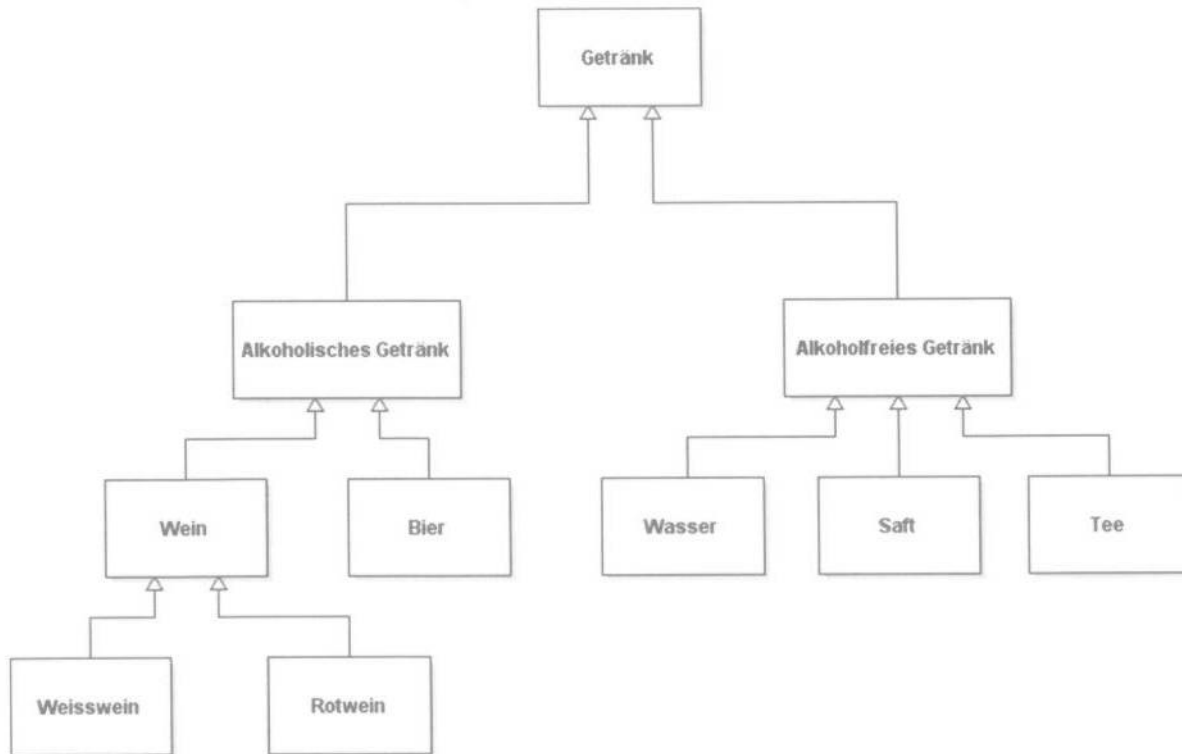 Getränk
Alkoholisches Getränk
Alkoholfreies Getränk
Wein
Bier
Wasser
Saft
Tee
Weisswein
Rotwein